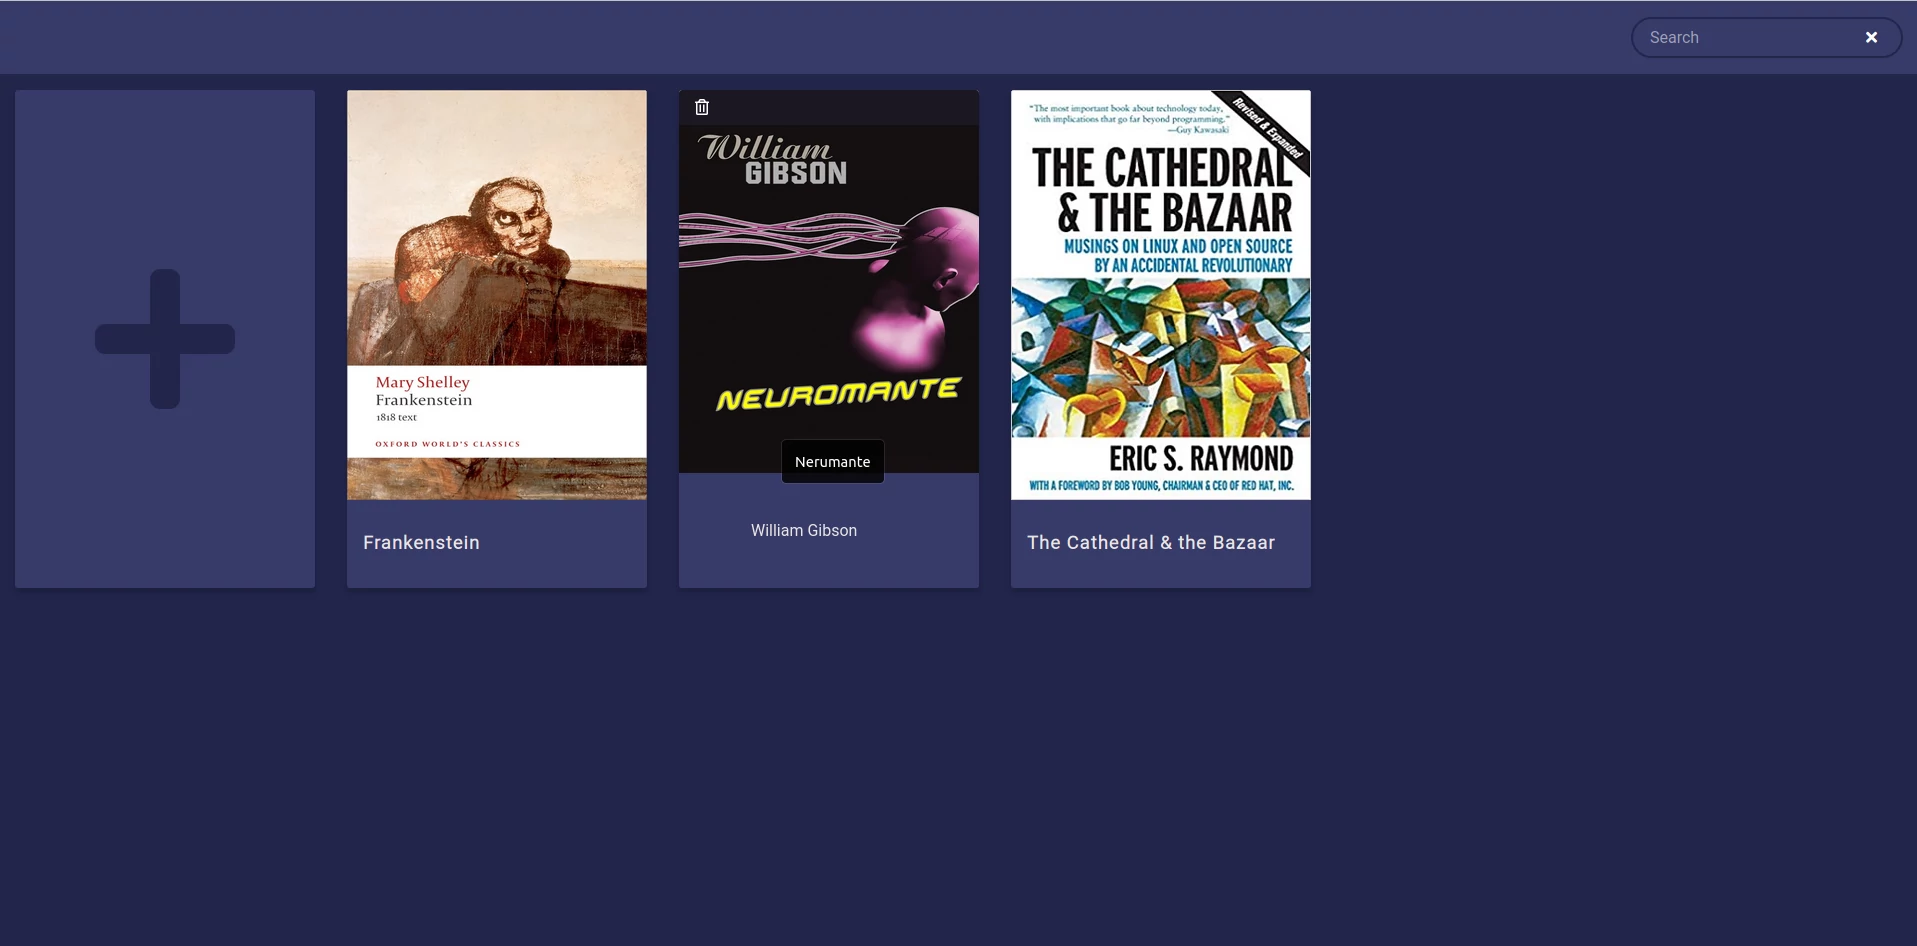 Search
Mary Shelley
Frankenstein
1818 text
OXFORD WORLD'S CLASSICS
Frankenstein
William
GIBSON
NEUROMANTE
Nerumante
William Gibson
"The most important book about technology today,
with implications that go far beyond programming."
—Guy Kawasaki
Revised & Expanded
THE CATHEDRAL
& THE BAZAAR
MUSINGS ON LINUX AND OPEN SOURCE
BY AN ACCIDENTAL REVOLUTIONARY
ERIC S. RAYMOND
WITH A FOREWORD BY BOB YOUNG, CHAIRMAN & CEO OF RED HAT, INC.
The Cathedral & the Bazaar